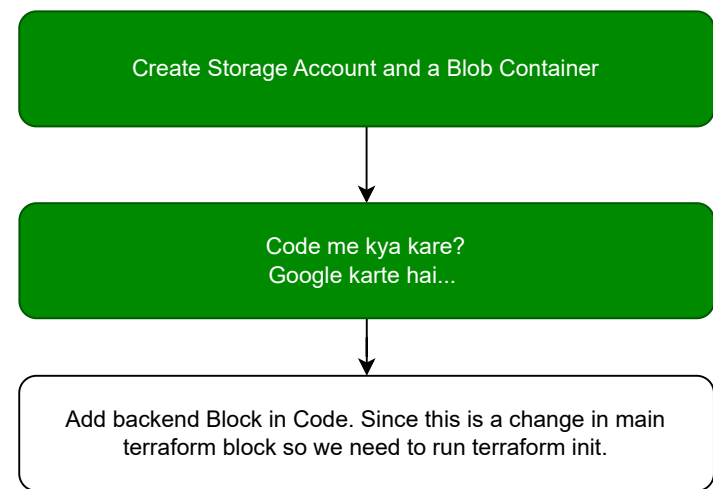 Create Storage Account and a Blob Container
Code me kya kare?
Google karte hai...
Add backend Block in Code. Since this is a change in main
terraform block so we need to run terraform init.